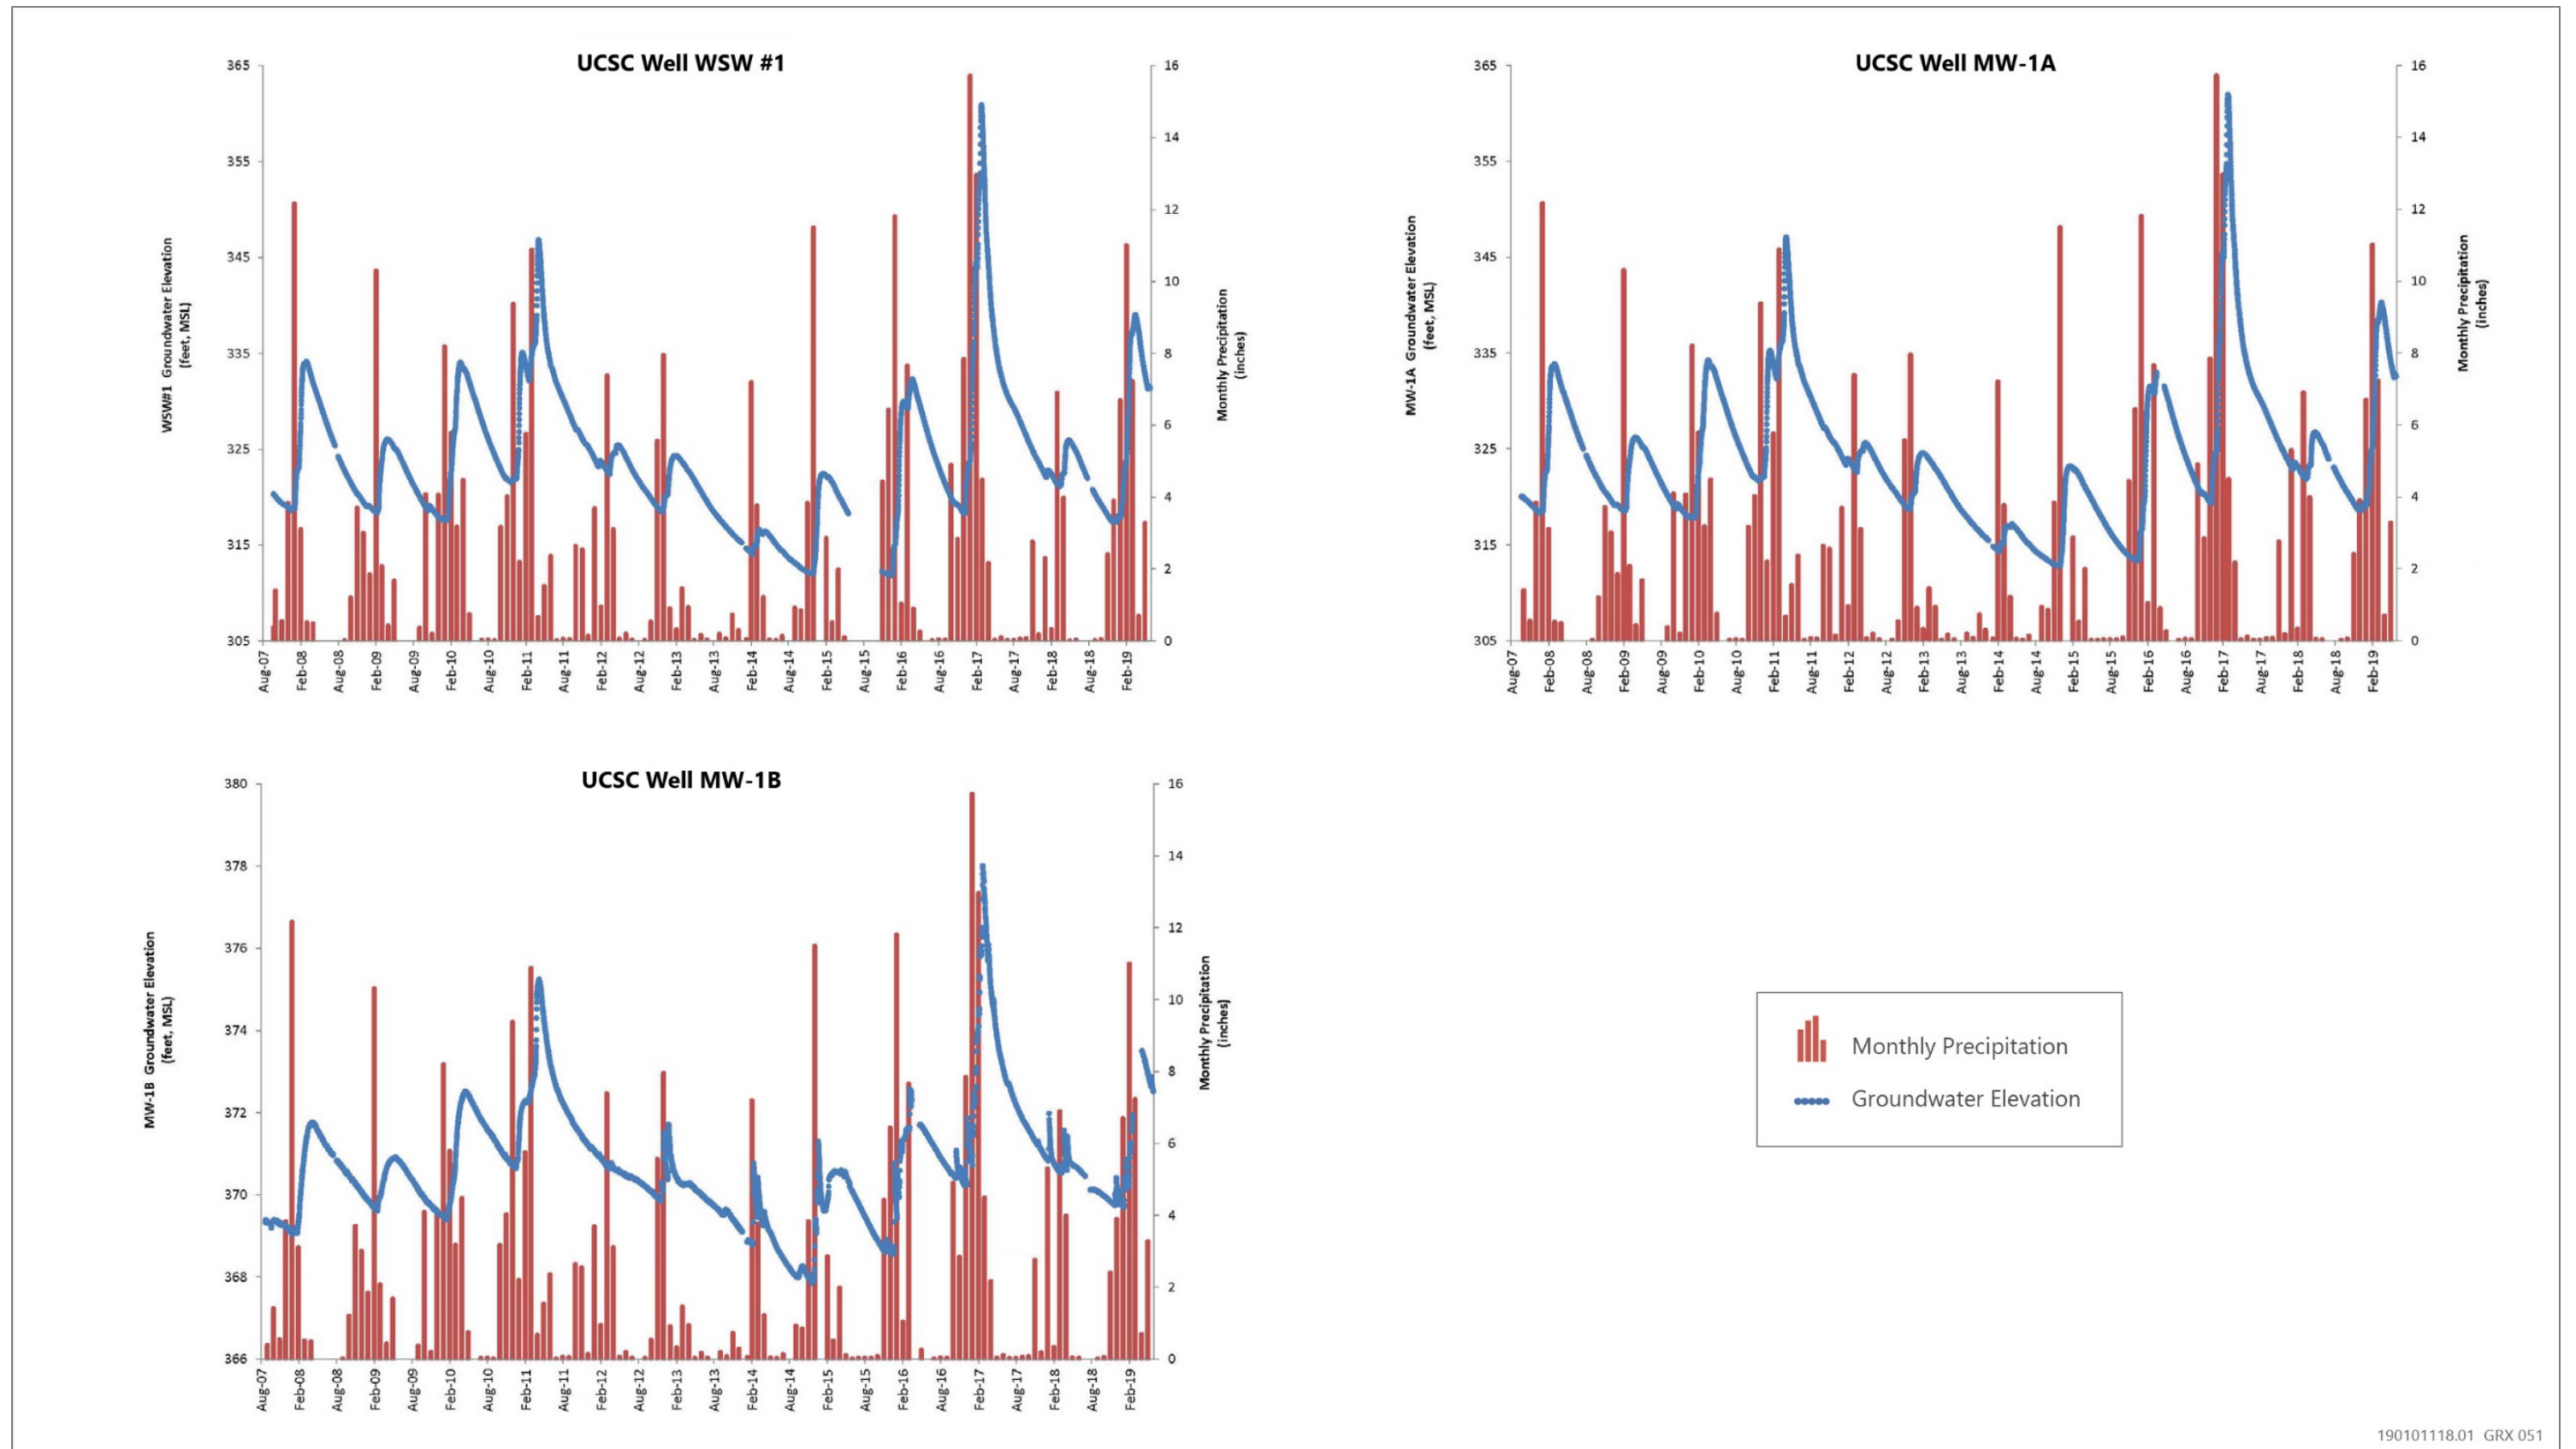 UCSC Well WSW #1
365
355
345
335
325
315
305
16
14
12
10
8
6
4
2
0
WSW#1 Groundwater Elevation
(feet, MSL)
Monthly Precipitation
(inches)
Aug-07
Feb-08
Aug-08
Feb-09
Aug-09
Feb-10
Aug-10
Feb-11
Aug-11
Feb-12
Aug-12
Feb-13
Aug-13
Feb-14
Aug-14
Feb-15
Aug-15
Feb-16
Aug-16
Feb-17
Aug-17
Feb-18
Aug-18
Feb-19
UCSC Well MW-1A
365
355
345
335
325
315
305
16
14
12
10
8
6
4
2
0
MW-1A Groundwater Elevation
(feet, MSL)
Monthly Precipitation
(inches)
Aug-07
Feb-08
Aug-08
Feb-09
Aug-09
Feb-10
Aug-10
Feb-11
Aug-11
Feb-12
Aug-12
Feb-13
Aug-13
Feb-14
Aug-14
Feb-15
Aug-15
Feb-16
Aug-16
Feb-17
Aug-17
Feb-18
Aug-18
Feb-19
UCSC Well MW-1B
380
378
376
374
372
370
368
366
16
14
12
10
8
6
4
2
0
MW-1B Groundwater Elevation
(feet, MSL)
Monthly Precipitation
(inches)
Aug-07
Feb-08
Aug-08
Feb-09
Aug-09
Feb-10
Aug-10
Feb-11
Aug-11
Feb-12
Aug-12
Feb-13
Aug-13
Feb-14
Aug-14
Feb-15
Aug-15
Feb-16
Aug-16
Feb-17
Aug-17
Feb-18
Aug-18
Feb-19
Monthly Precipitation
Groundwater Elevation
190101118.01 GRX 051